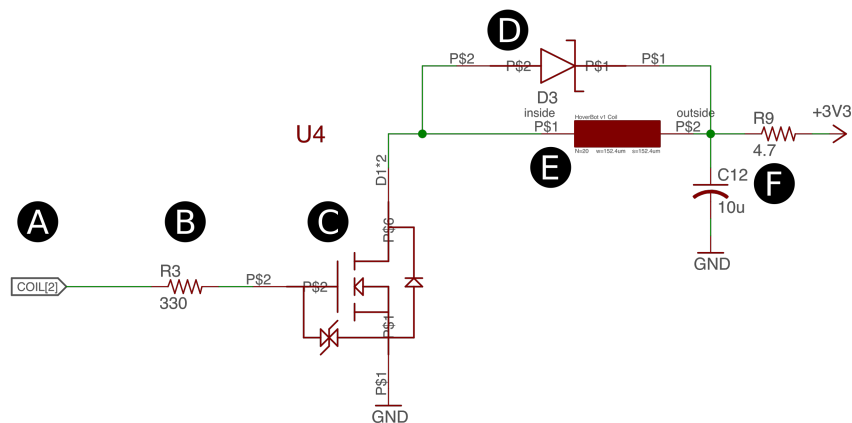 D
P$2
P$2
P$1
P$1
D3
inside
P$1
HoverBot v1 Coil
N=20 w=152.4um s=152.4um
outside
P$2
E
R9
4.7
F
+3V3
C12
10u
GND
U4
D1*2
A
B
C
P$6
COIL[2]
R3
330
P$2
P$2
P$1
P$1
GND